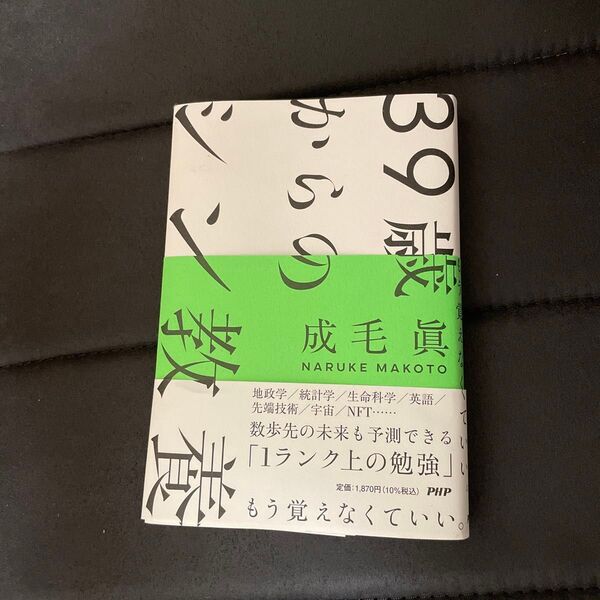 39歳
からの
シン教養
成毛 眞
NARUKE MAKOTO
地政学／統計学／生命科学／英語／
先端技術／宇宙／NFT……
数歩先の未来も予測できる
「1ランク上の勉強」
定価:1,870円(10%税込) PHP
もう覚えなくていい。